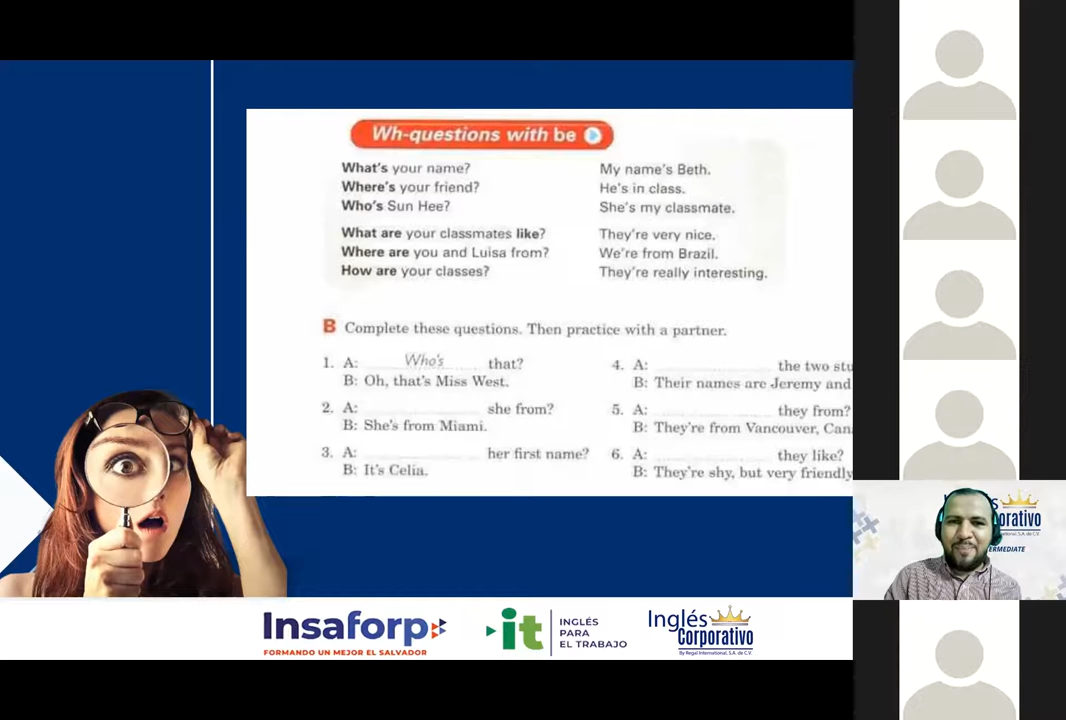 Wh-questions with be
What's your name? My name's Beth.
Where's your friend? He's in class.
Who's Sun Hee? She's my classmate.
What are your classmates like? They're very nice.
Where are you and Luisa from? We're from Brazil.
How are your classes? They're really interesting.
B Complete these questions. Then practice with a partner.
1. A: Who's that?
B: Oh, that's Miss West.
2. A: she from?
B: She's from Miami.
3. A: her first name?
B: It's Celia.
4. A: the two stu
B: Their names are Jeremy and
5. A: they from?
B: They're from Vancouver, Can
6. A: they like?
B: They're shy, but very friendly
Insaforp
FORMANDO UN MEJOR EL SALVADOR
it
INGLÉS
PARA
EL TRABAJO
Inglés
Corporativo
By Regal International, S.A. de C.V.
orativo
ERMEDIATE